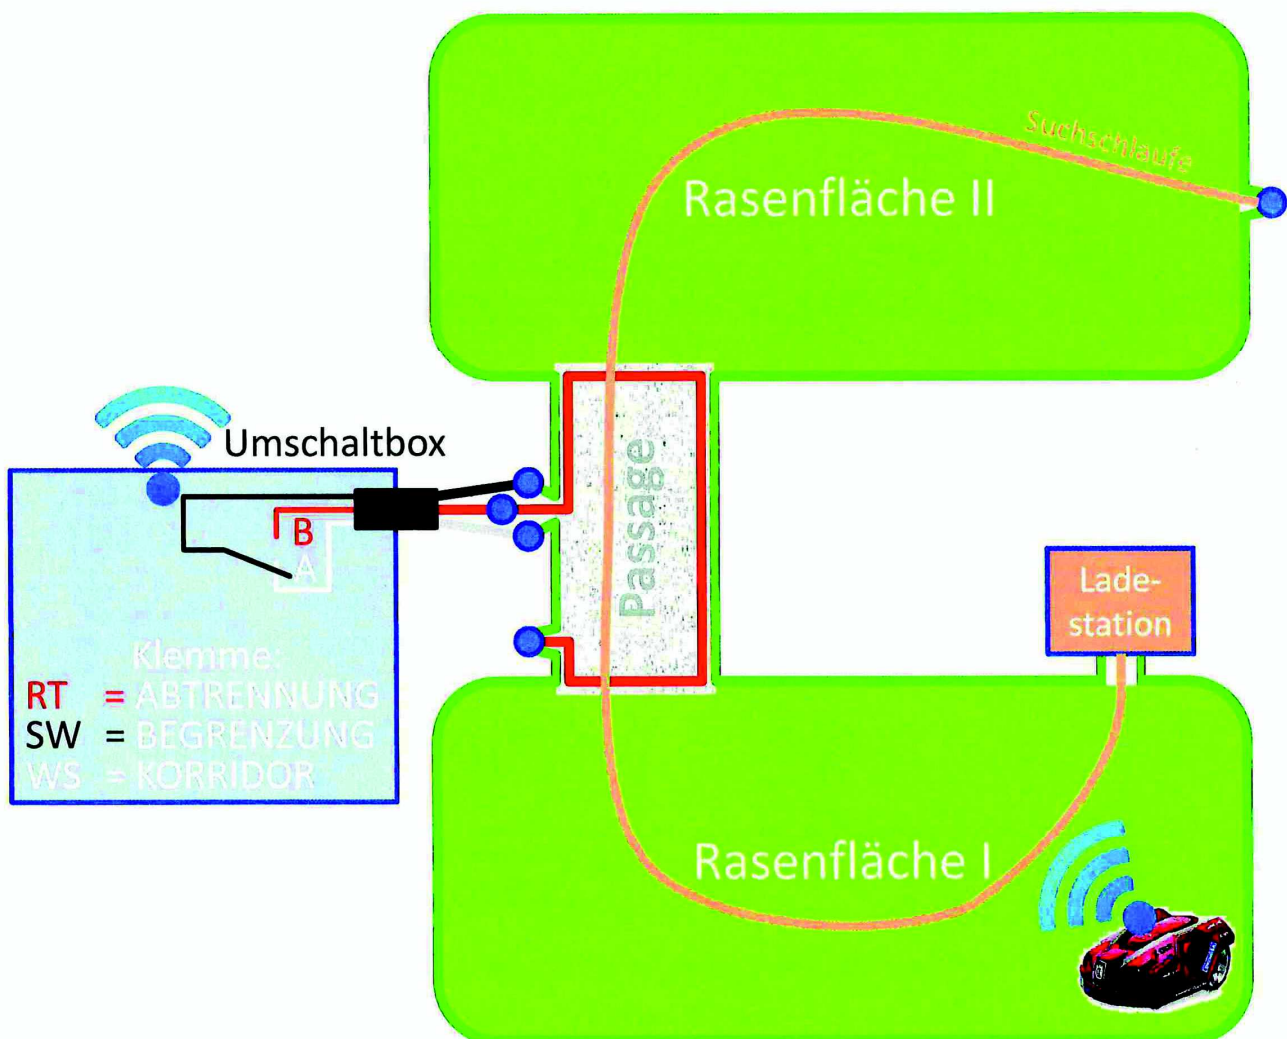 Suchschlaufe
Rasenfläche II
Umschaltbox
B
A
Passage
Lade-
station
Klemme:
RT = ABTRENNUNG
SW = BEGRENZUNG
WS = KORRIDOR
Rasenfläche I